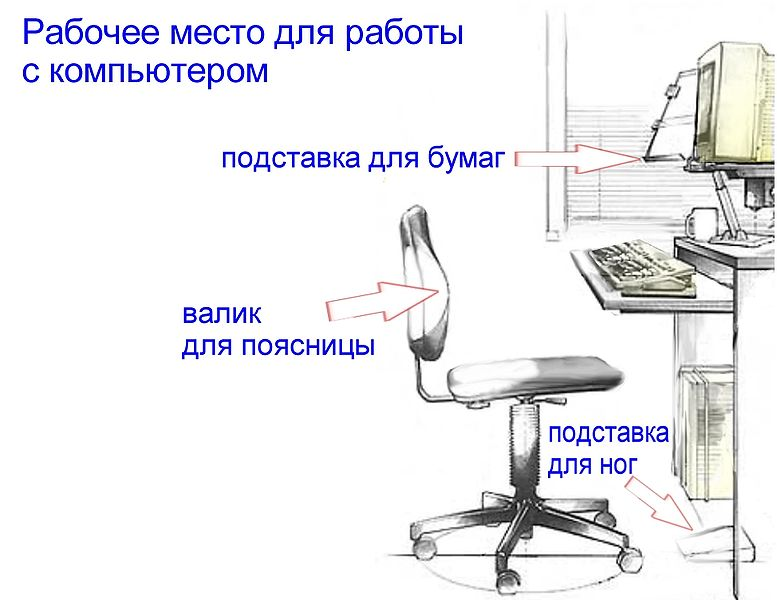 Рабочее место для работы
с компьютером
подставка для бумаг
валик
для поясницы
подставка
для ног